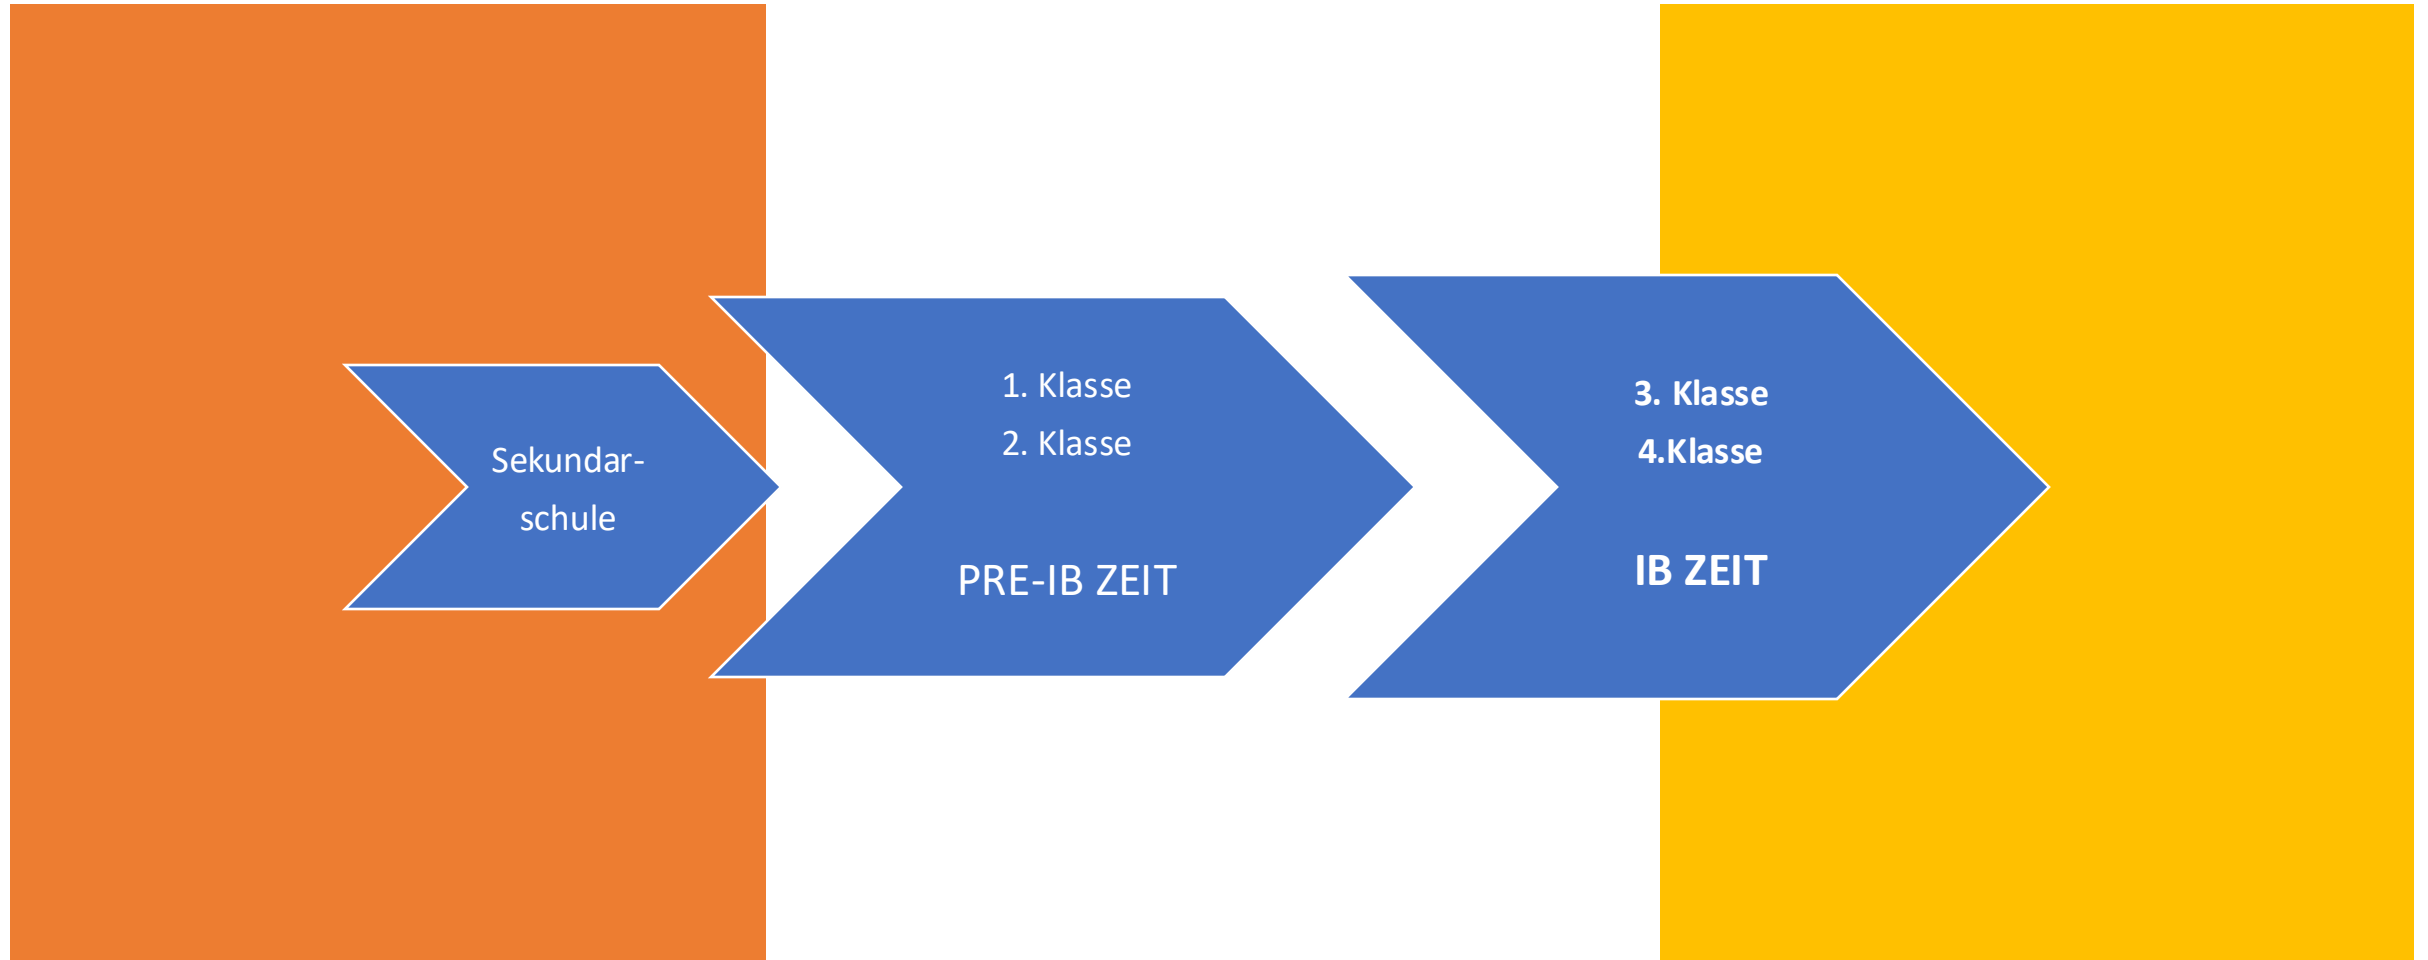 Sekundar-
schule
1. Klasse
2. Klasse
PRE-IB ZEIT
3. Klasse
4.Klasse
IB ZEIT